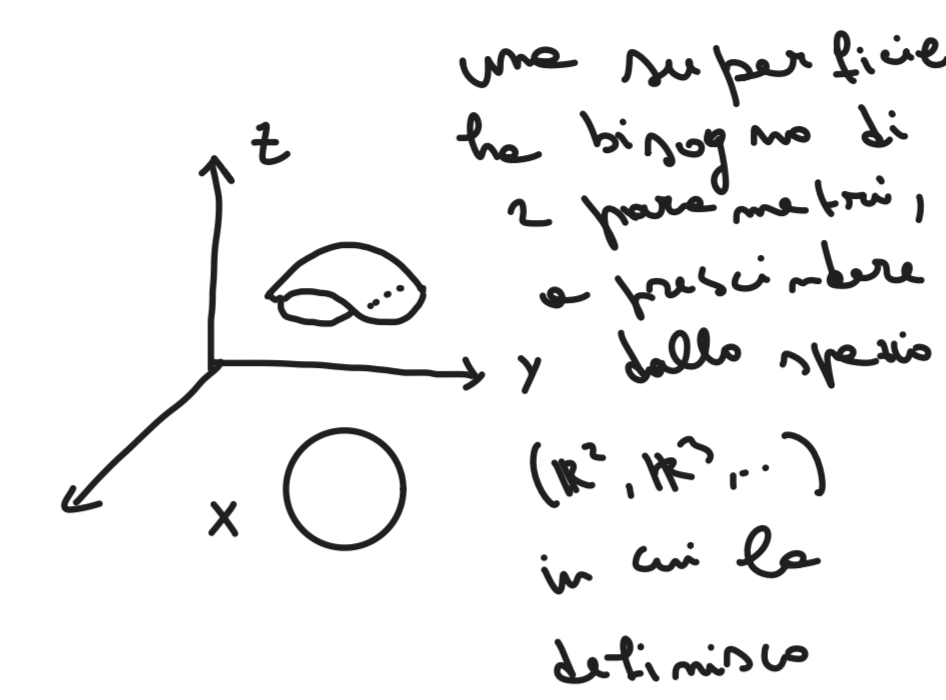 una superficie
ha bisogno di
2 parametri,
a prescindere
dallo spazio
(ℝ², ℝ³, ...)
in cui la
definisco
z
y
x